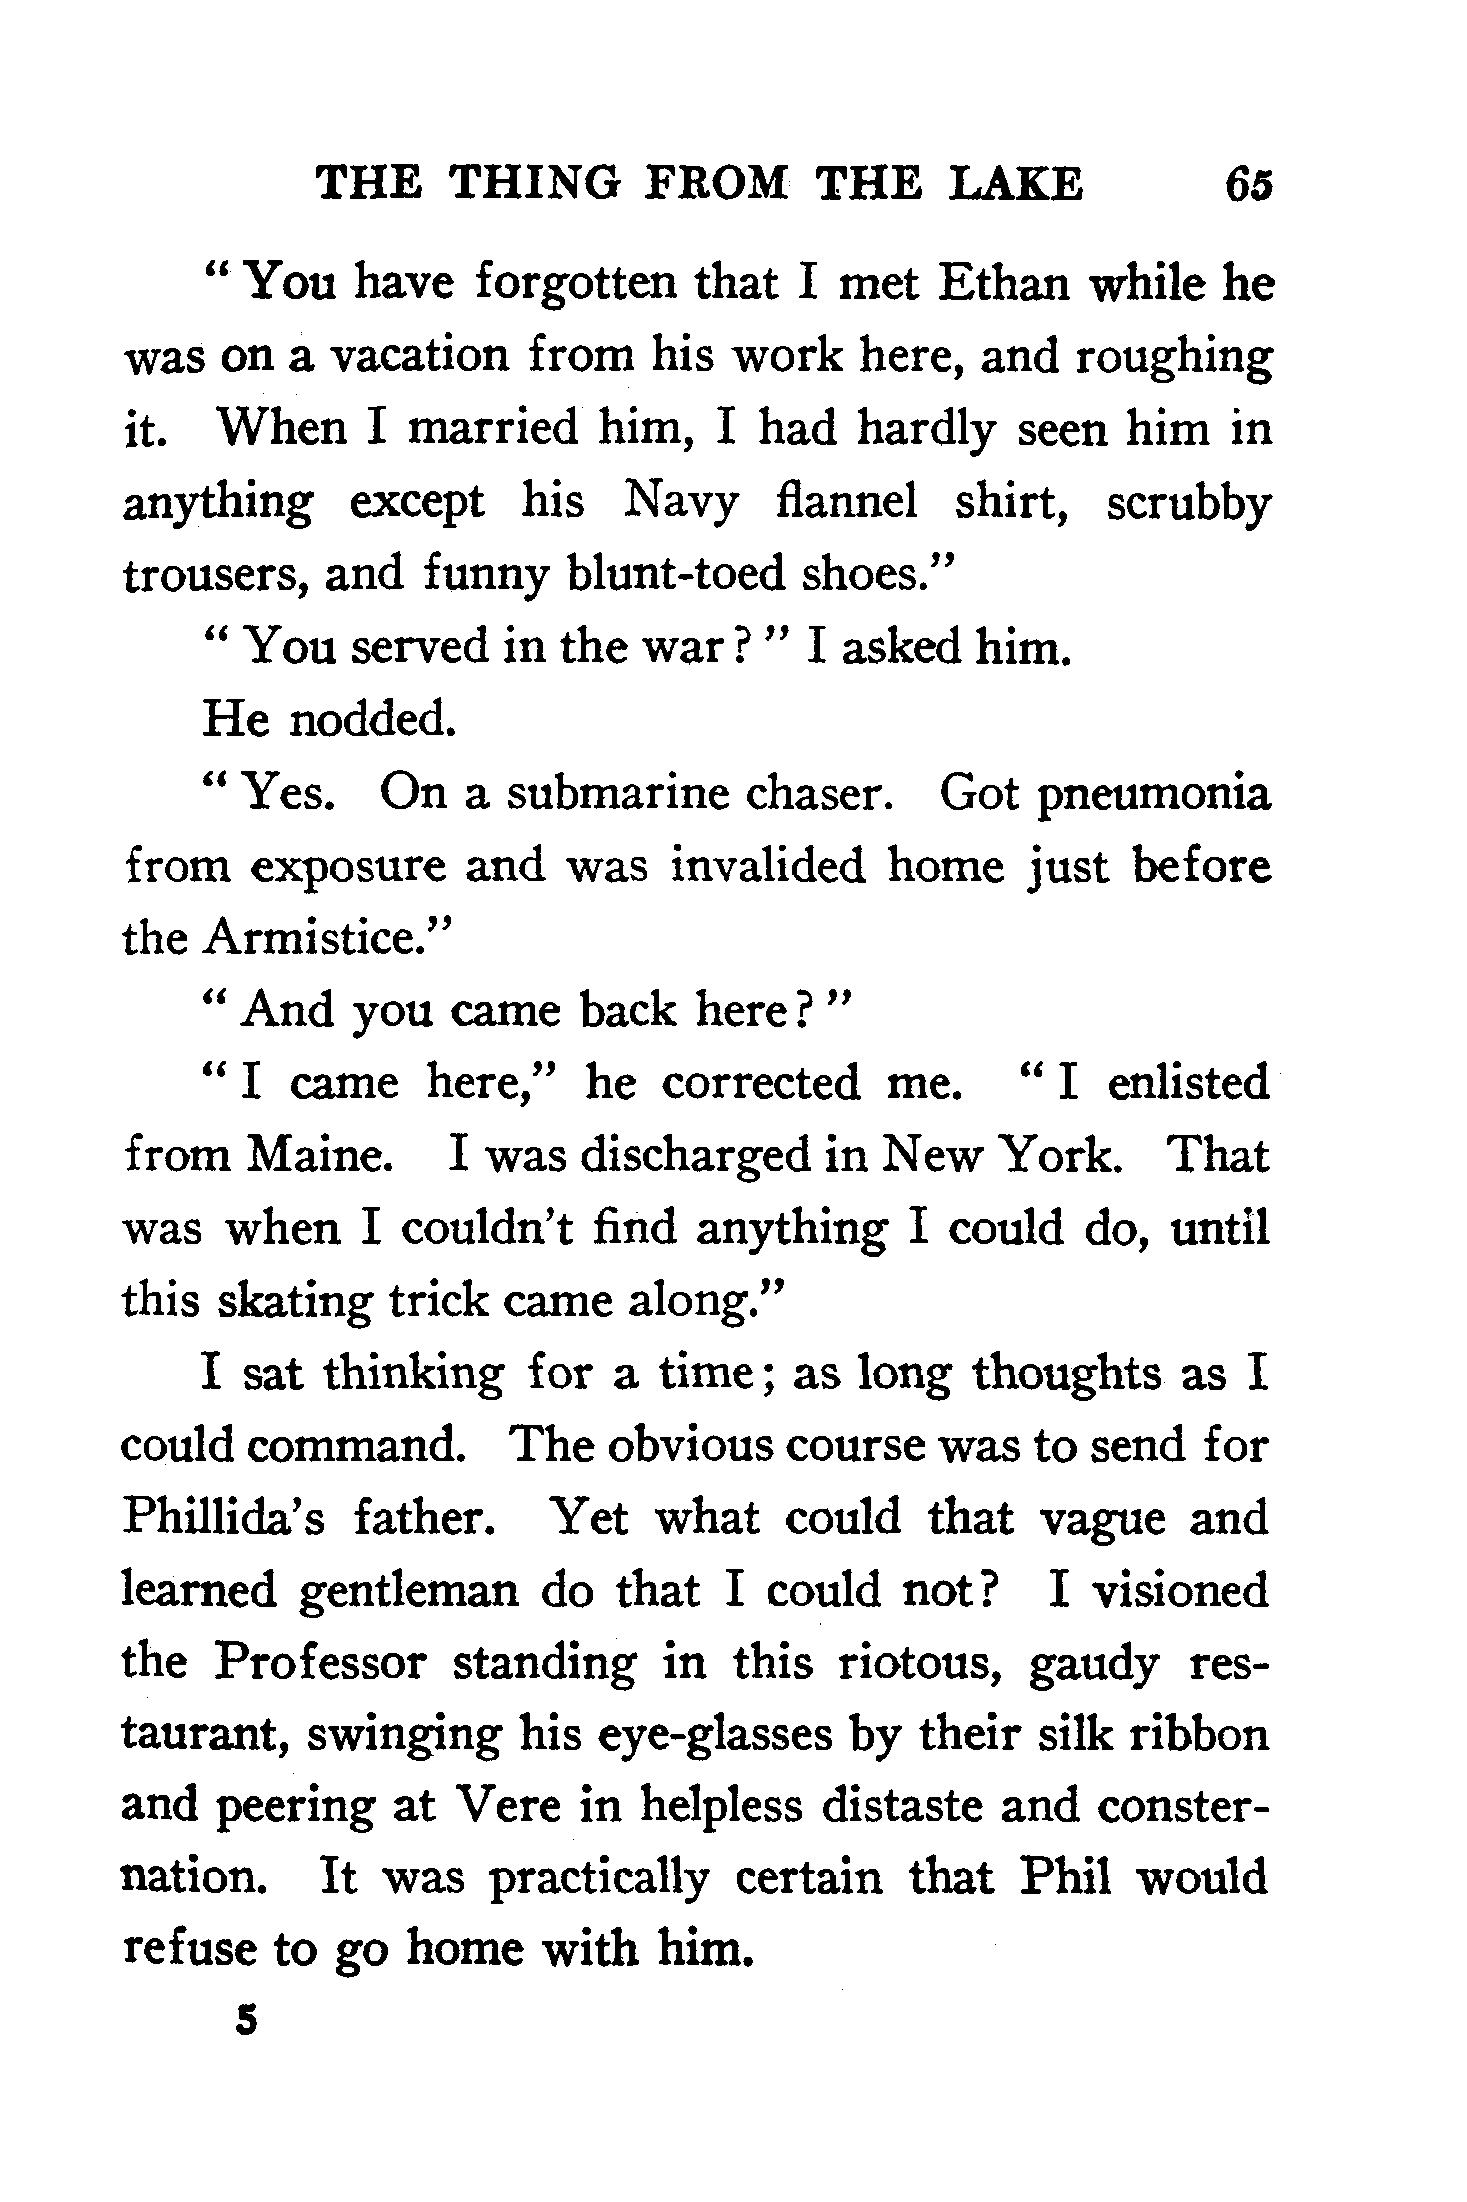 THE THING FROM THE LAKE 65
“ You have forgotten that I met Ethan while he
was on a vacation from his work here, and roughing
it. When I married him, I had hardly seen him in
anything except his Navy flannel shirt, scrubby
trousers, and funny blunt-toed shoes.”
“ You served in the war ? ” I asked him.
He nodded.
“ Yes. On a submarine chaser. Got pneumonia
from exposure and was invalided home just before
the Armistice.”
“ And you came back here ? ”
“ I came here,” he corrected me. “ I enlisted
from Maine. I was discharged in New York. That
was when I couldn’t find anything I could do, until
this skating trick came along.”
I sat thinking for a time ; as long thoughts as I
could command. The obvious course was to send for
Phillida’s father. Yet what could that vague and
learned gentleman do that I could not ? I visioned
the Professor standing in this riotous, gaudy res-
taurant, swinging his eye-glasses by their silk ribbon
and peering at Vere in helpless distaste and conster-
nation. It was practically certain that Phil would
refuse to go home with him.
5